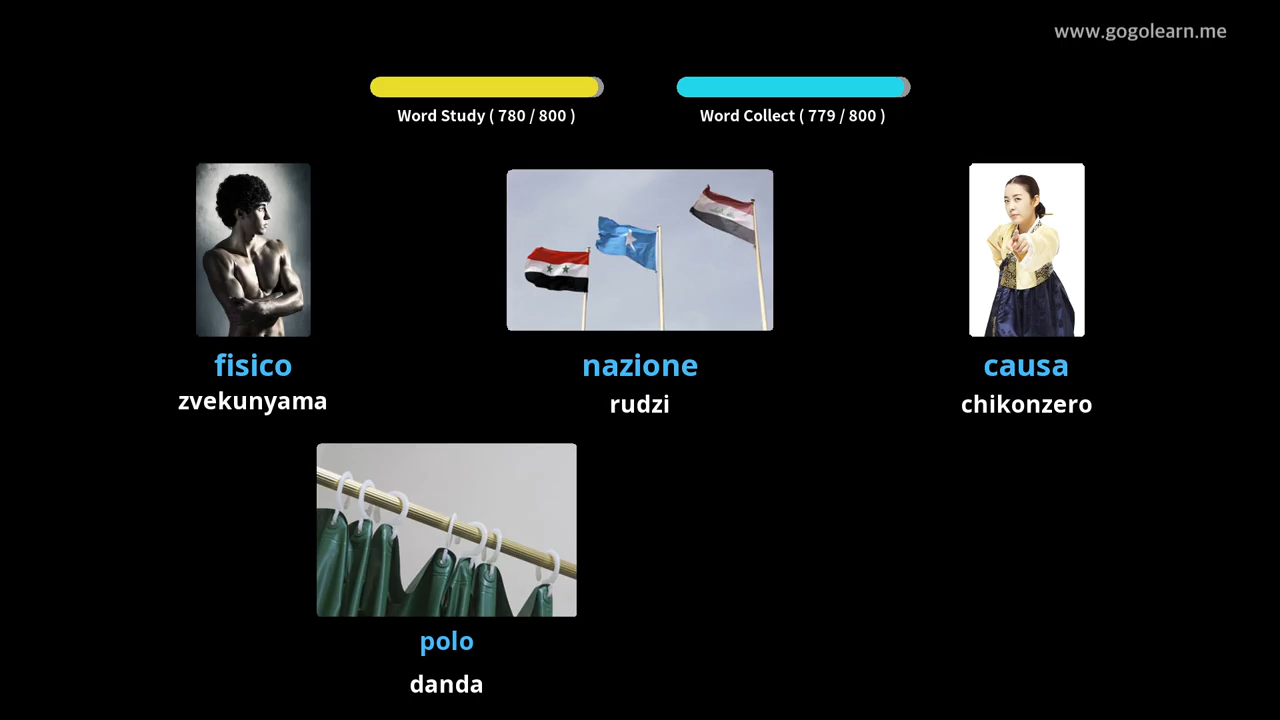 www.gogolearn.me
Word Study ( 780 / 800 )
Word Collect ( 779 / 800 )
fisico
zvekunyama
nazione
rudzi
causa
chikonzero
polo
danda